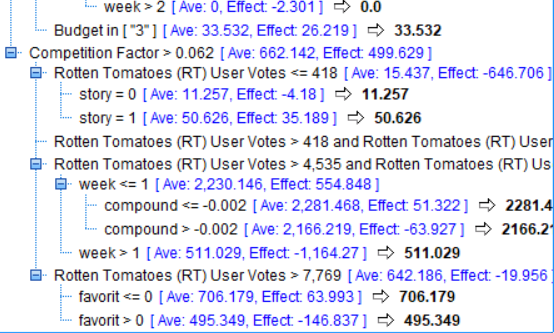 week > 2 [ Ave: 0, Effect: -2.301 ] ⇨ 0.0
Budget in [ "3" ] [ Ave: 33.532, Effect: 26.219 ] ⇨ 33.532
Competition Factor > 0.062 [ Ave: 662.142, Effect: 499.629 ]
Rotten Tomatoes (RT) User Votes <= 418 [ Ave: 15.437, Effect: -646.706 ]
story = 0 [ Ave: 11.257, Effect: -4.18 ] ⇨ 11.257
story = 1 [ Ave: 50.626, Effect: 35.189 ] ⇨ 50.626
Rotten Tomatoes (RT) User Votes > 418 and Rotten Tomatoes (RT) User
Rotten Tomatoes (RT) User Votes > 4,535 and Rotten Tomatoes (RT) Us
week <= 1 [ Ave: 2,230.146, Effect: 554.848 ]
compound <= -0.002 [ Ave: 2,281.468, Effect: 51.322 ] ⇨ 2281.4
compound > -0.002 [ Ave: 2,166.219, Effect: -63.927 ] ⇨ 2166.21
week > 1 [ Ave: 511.029, Effect: -1,164.27 ] ⇨ 511.029
Rotten Tomatoes (RT) User Votes > 7,769 [ Ave: 642.186, Effect: -19.956 ]
favorit <= 0 [ Ave: 706.179, Effect: 63.993 ] ⇨ 706.179
favorit > 0 [ Ave: 495.349, Effect: -146.837 ] ⇨ 495.349